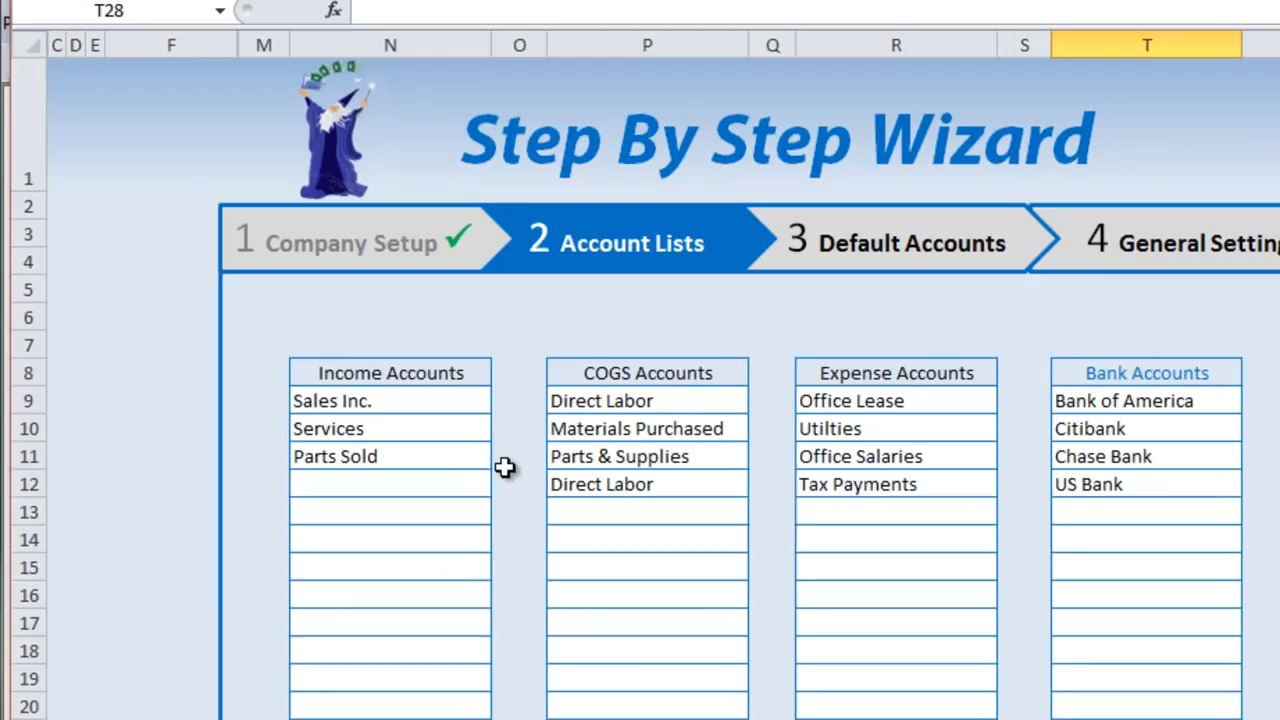 T28 fx
C D E F M N O P Q R S T
Step By Step Wizard
1
2
3 1 Company Setup ✓ 2 Account Lists 3 Default Accounts 4 General Settin
4
5
6
7
8 Income Accounts COGS Accounts Expense Accounts Bank Accounts
9 Sales Inc. Direct Labor Office Lease Bank of America
10 Services Materials Purchased Utilties Citibank
11 Parts Sold Parts & Supplies Office Salaries Chase Bank
12 Direct Labor Tax Payments US Bank
13
14
15
16
17
18
19
20